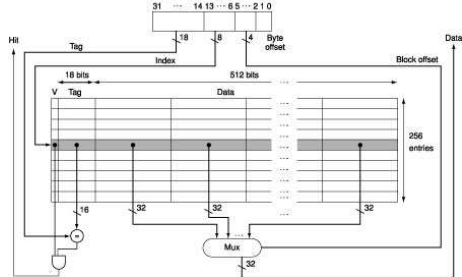 31 ··· 14 13 ··· 6 5 ··· 2 1 0
Hit
Data
18
8
4
Byte
offset
Tag
Index
Block offset
18 bits
512 bits
V
Tag
Data
256
entries
16
32
32
32
=
Mux
32